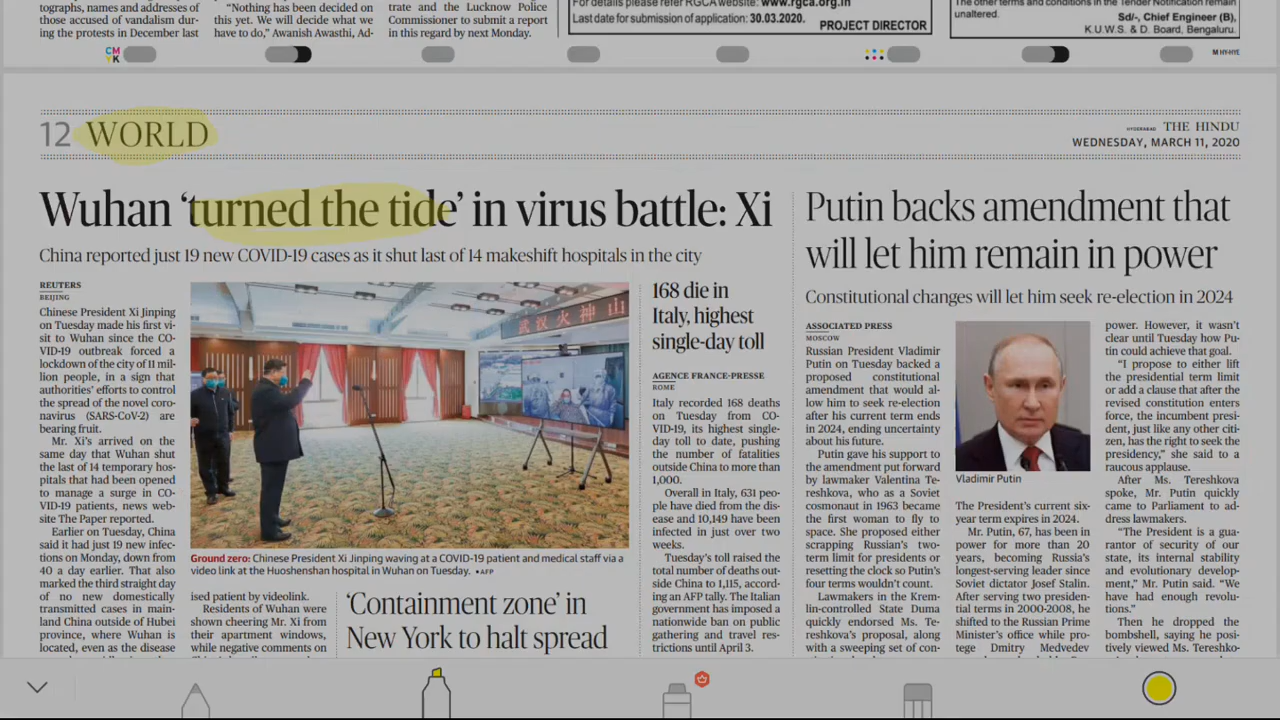 tographs, names and addresses of
those accused of vandalism dur-
ing the protests in December last
"Nothing has been decided on
this yet. We will decide what we
have to do," Awanish Awasthi, Ad-
trate and the Lucknow Police
Commissioner to submit a report
in this regard by next Monday.
For details please refer RGCA website: www.rgca.org.in
Last date for submission of application: 30.03.2020.
PROJECT DIRECTOR
The other terms and conditions in the Tender Notification remain
unaltered.
Sd/-, Chief Engineer (B),
K.U.W.S. & D. Board, Bengaluru.
CM
YK
M HY-HYE
12 WORLD
HYDERABAD THE HINDU
WEDNESDAY, MARCH 11, 2020
Wuhan 'turned the tide' in virus battle: Xi
China reported just 19 new COVID-19 cases as it shut last of 14 makeshift hospitals in the city
REUTERS
BEIJING
Chinese President Xi Jinping
on Tuesday made his first vi-
sit to Wuhan since the CO-
VID-19 outbreak forced a
lockdown of the city of 11 mil-
lion people, in a sign that
authorities' efforts to control
the spread of the novel coro-
navirus (SARS-CoV-2) are
bearing fruit.
Mr. Xi's arrived on the
same day that Wuhan shut
the last of 14 temporary hos-
pitals that had been opened
to manage a surge in CO-
VID-19 patients, news web-
site The Paper reported.
Earlier on Tuesday, China
said it had just 19 new infec-
tions on Monday, down from
40 a day earlier. That also
marked the third straight day
of no new domestically
transmitted cases in main-
land China outside of Hubei
province, where Wuhan is
located, even as the disease
武汉火神山
Ground zero: Chinese President Xi Jinping waving at a COVID-19 patient and medical staff via a
video link at the Huoshenshan hospital in Wuhan on Tuesday. • AFP
ised patient by videolink.
Residents of Wuhan were
shown cheering Mr. Xi from
their apartment windows,
while negative comments on
'Containment zone' in
New York to halt spread
168 die in
Italy, highest
single-day toll
AGENCE FRANCE-PRESSE
ROME
Italy recorded 168 deaths
on Tuesday from CO-
VID-19, its highest single-
day toll to date, pushing
the number of fatalities
outside China to more than
1,000.
Overall in Italy, 631 peo-
ple have died from the dis-
ease and 10,149 have been
infected in just over two
weeks.
Tuesday's toll raised the
total number of deaths out-
side China to 1,115, accord-
ing an AFP tally. The Italian
government has imposed a
nationwide ban on public
gathering and travel res-
trictions until April 3.
Putin backs amendment that
will let him remain in power
Constitutional changes will let him seek re-election in 2024
ASSOCIATED PRESS
MOSCOW
Russian President Vladimir
Putin on Tuesday backed a
proposed constitutional
amendment that would al-
low him to seek re-election
after his current term ends
in 2024, ending uncertainty
about his future.
Putin gave his support to
the amendment put forward
by lawmaker Valentina Te-
reshkova, who as a Soviet
cosmonaut in 1963 became
the first woman to fly to
space. She proposed either
scrapping Russia's two-
term limit for presidents or
resetting the clock so Putin's
four terms wouldn't count.
Lawmakers in the Krem-
lin-controlled State Duma
quickly endorsed Ms. Te-
reshkova's proposal, along
with a sweeping set of con-
Vladimir Putin
The President's current six-
year term expires in 2024.
Mr. Putin, 67, has been in
power for more than 20
years, becoming Russia's
longest-serving leader since
Soviet dictator Josef Stalin.
After serving two presiden-
tial terms in 2000-2008, he
shifted to the Russian Prime
Minister's office while pro-
tege Dmitry Medvedev
power. However, it wasn't
clear until Tuesday how Pu-
tin could achieve that goal.
"I propose to either lift
the presidential term limit
or add a clause that after the
revised constitution enters
force, the incumbent presi-
dent, just like any other citi-
zen, has the right to seek the
presidency," she said to a
raucous applause.
After Ms. Tereshkova
spoke, Mr. Putin quickly
came to Parliament to ad-
dress lawmakers.
"The President is a gua-
rantor of security of our
state, its internal stability
and evolutionary develop-
ment," Mr. Putin said. "We
have had enough revolu-
tions."
Then he dropped the
bombshell, saying he posi-
tively viewed Ms. Tereshko-